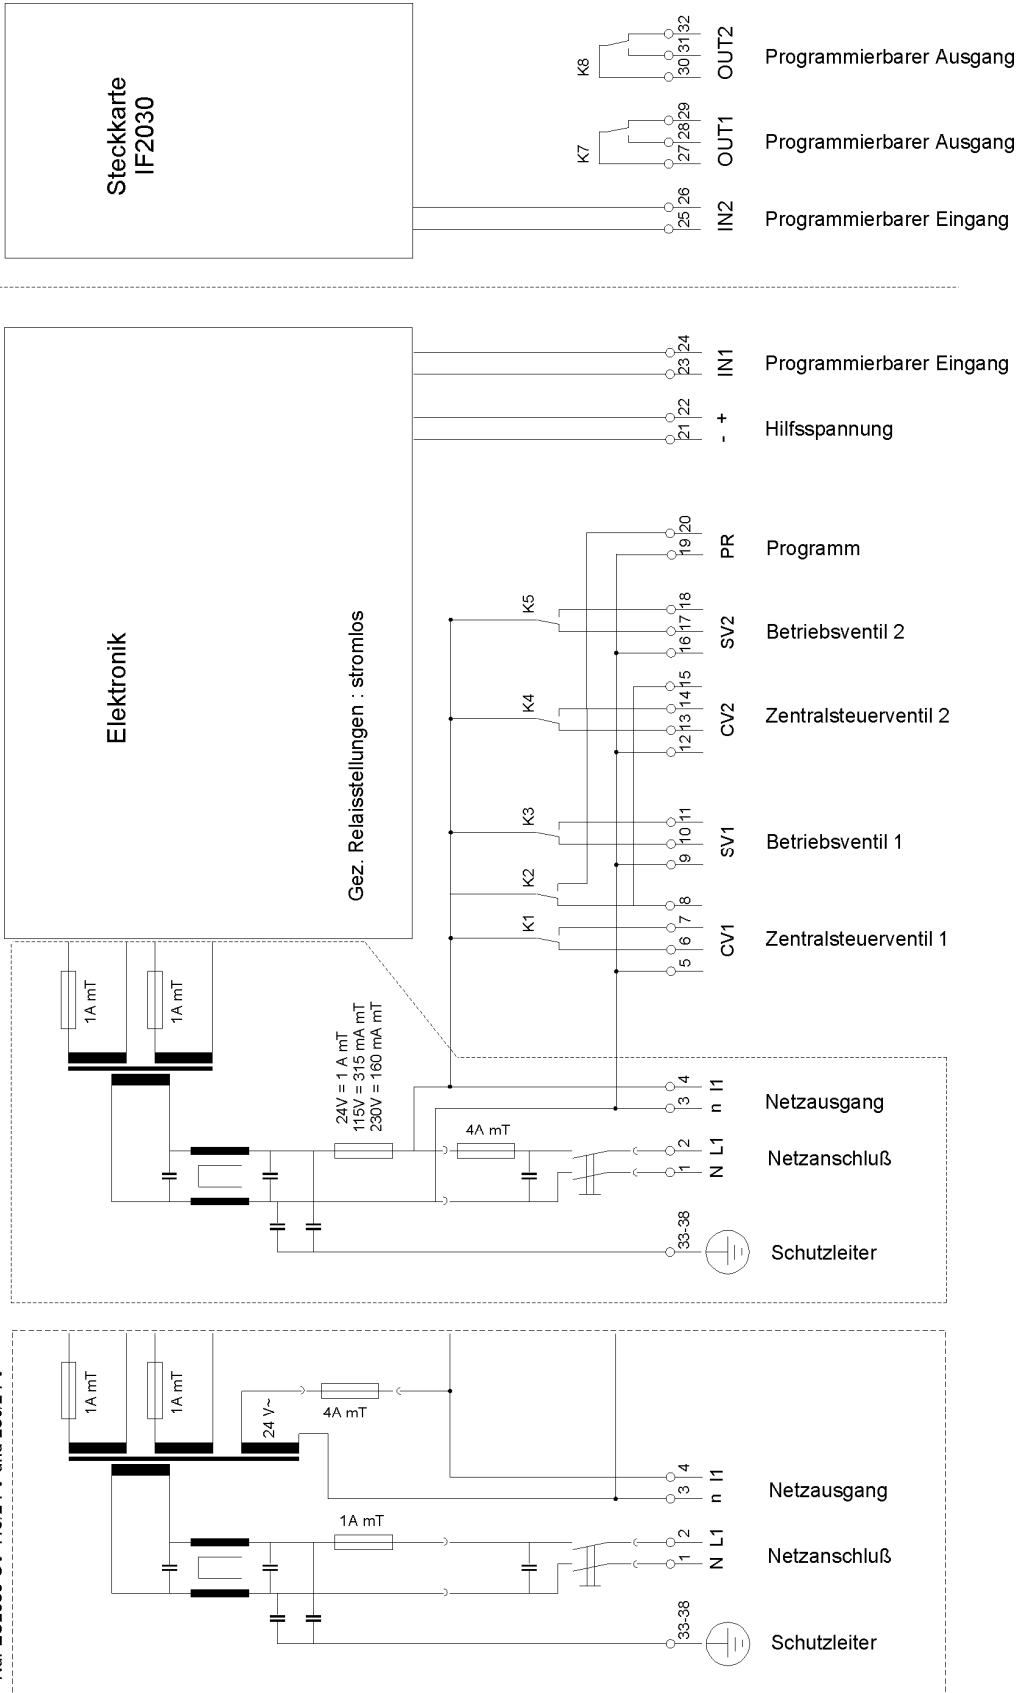 Steckkarte
IF2030
K8
32
31
30
OUT2
Programmierbarer Ausgang
K7
29
28
27
OUT1
Programmierbarer Ausgang
26
25
IN2
Programmierbarer Eingang
Elektronik
Gez. Relaisstellungen : stromlos
24
23
IN1
Programmierbarer Eingang
22
21
- +
Hilfsspannung
20
19
PR
Programm
K5
18
17
16
SV2
Betriebsventil 2
K4
15
14
13
12
CV2
Zentralsteuerventil 2
K3
11
10
9
SV1
Betriebsventil 1
K2
8
K1
7
6
5
CV1
Zentralsteuerventil 1
1A mT
1A mT
24V = 1 A mT
115V = 315 mA mT
230V = 160 mA mT
4
3
n l1
Netzausgang
4A mT
2
1
N L1
Netzanschluß
33-38
Schutzleiter
1A mT
1A mT
24 V~
4A mT
4
3
n l1
Netzausgang
1A mT
2
1
N L1
Netzanschluß
33-38
Schutzleiter